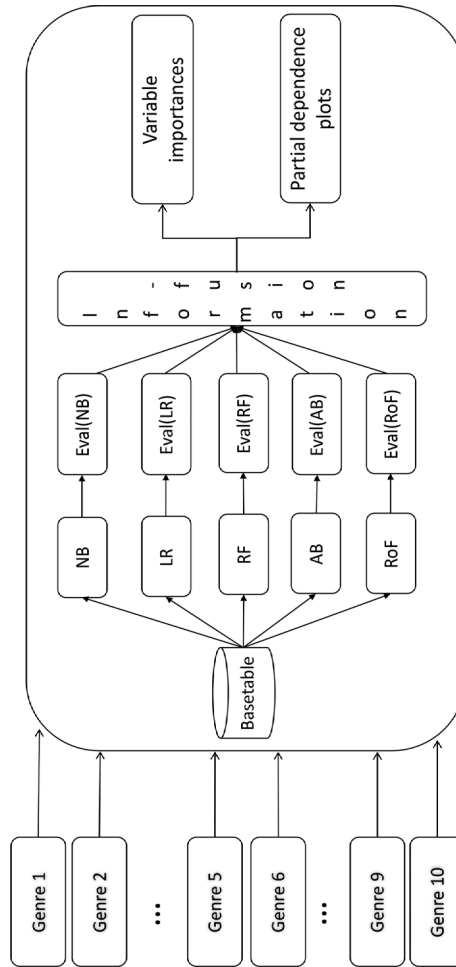 Genre 1
Genre 2
...
Genre 5
Genre 6
...
Genre 9
Genre 10
Basetable
NB
LR
RF
AB
RoF
Eval(NB)
Eval(LR)
Eval(RF)
Eval(AB)
Eval(RoF)
Information-fusion
Variable
importances
Partial dependence
plots